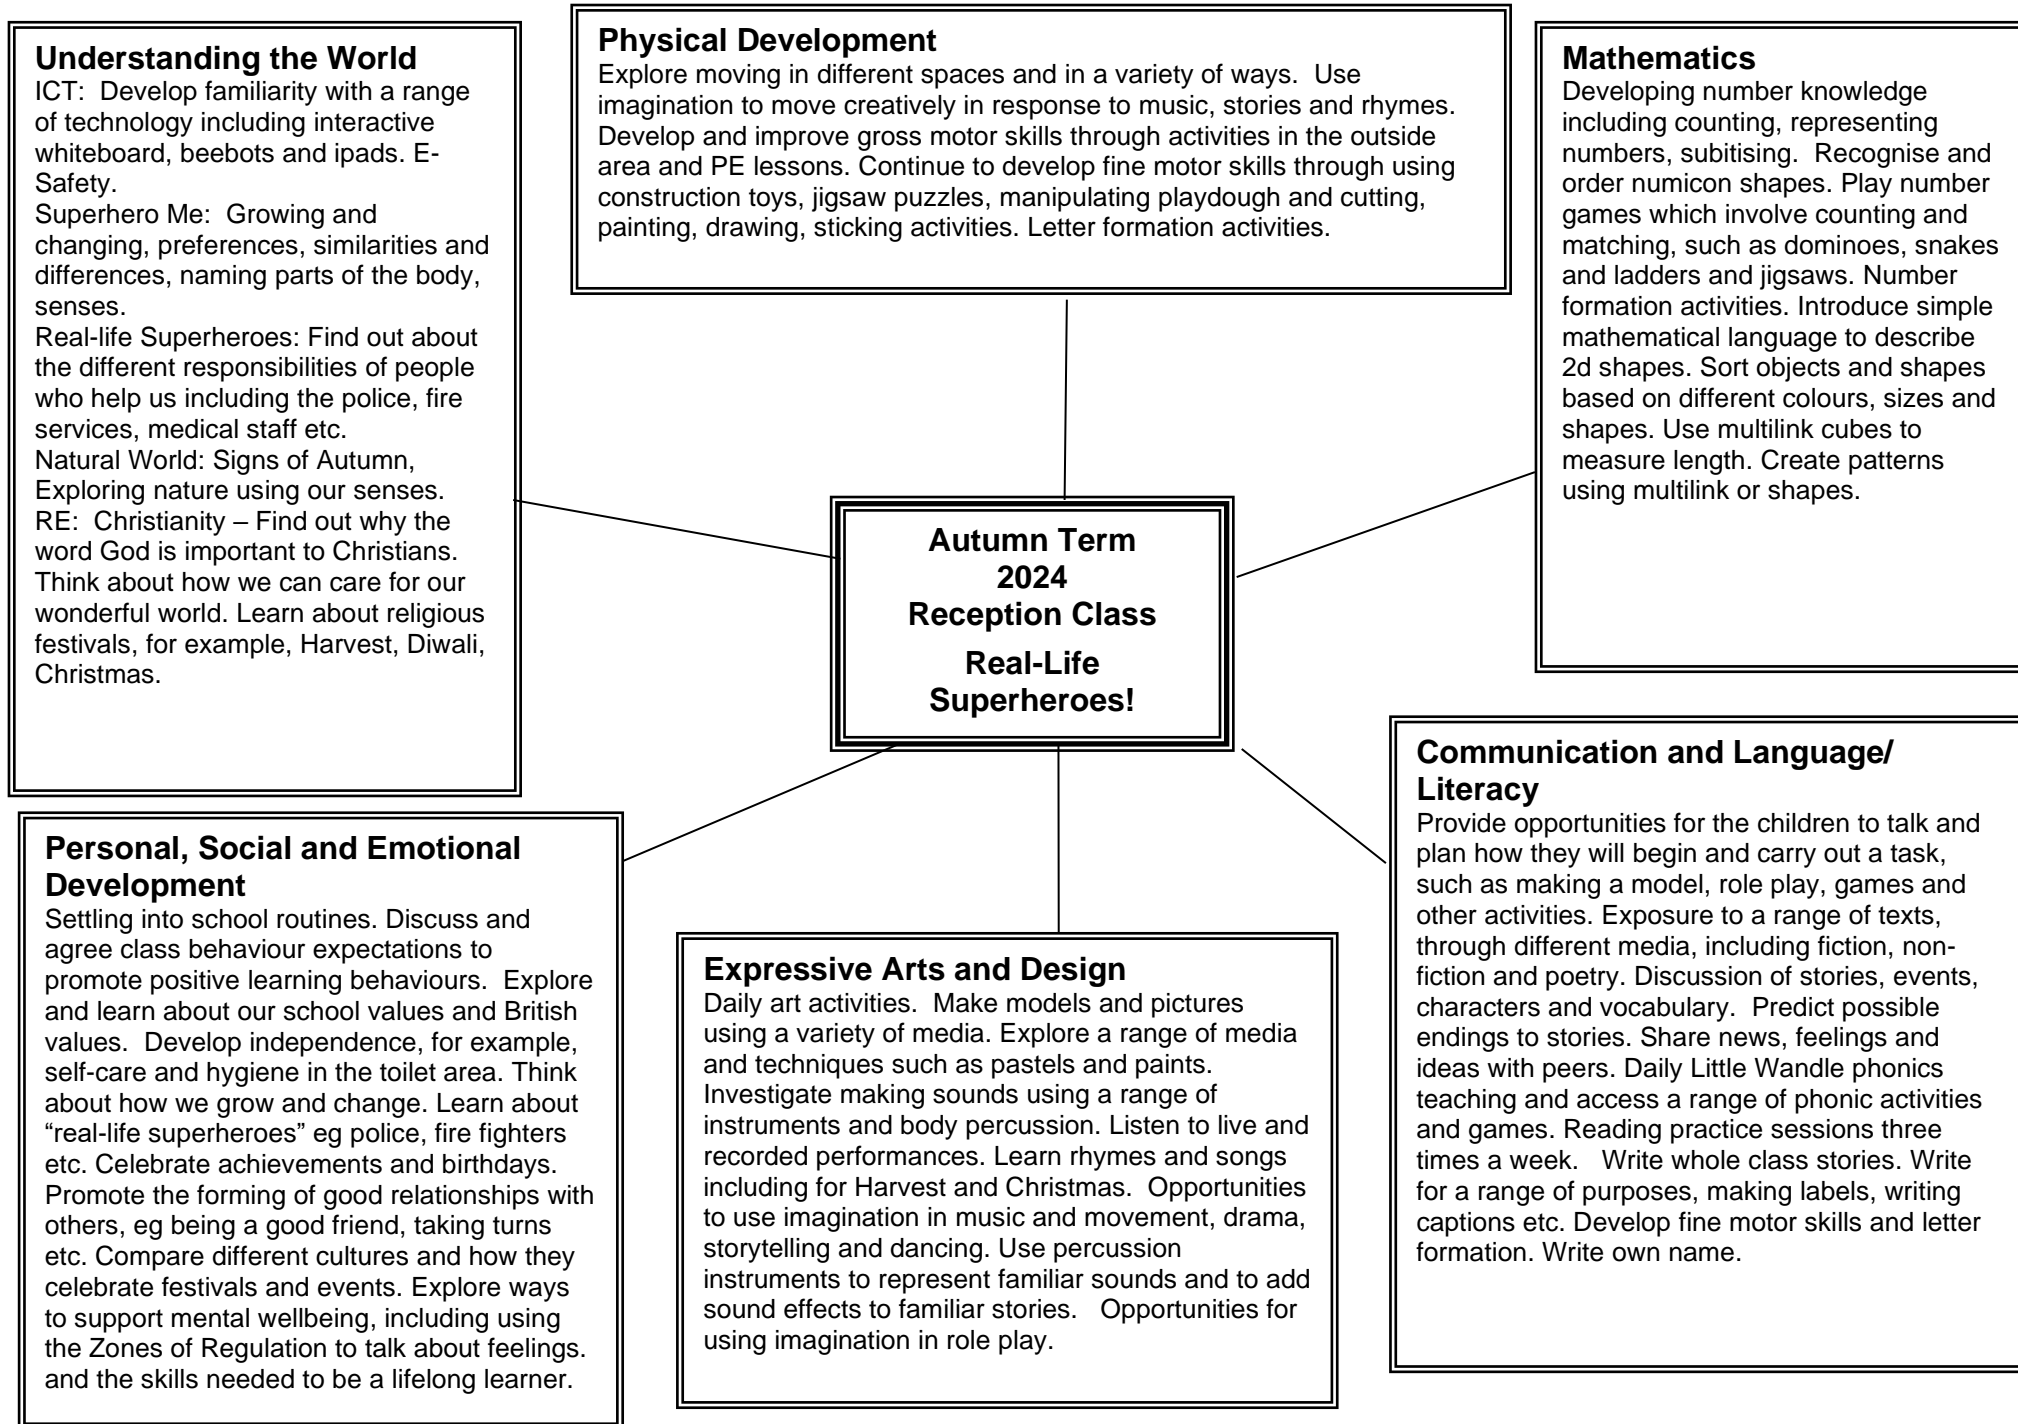 Understanding the World
ICT:  Develop familiarity with a range
of technology including interactive
whiteboard, beebots and ipads. E-
Safety.
Superhero Me:  Growing and
changing, preferences, similarities and
differences, naming parts of the body,
senses.
Real-life Superheroes: Find out about
the different responsibilities of people
who help us including the police, fire
services, medical staff etc.
Natural World: Signs of Autumn,
Exploring nature using our senses.
RE:  Christianity – Find out why the
word God is important to Christians.
Think about how we can care for our
wonderful world. Learn about religious
festivals, for example, Harvest, Diwali,
Christmas.
Physical Development
Explore moving in different spaces and in a variety of ways.  Use
imagination to move creatively in response to music, stories and rhymes.
Develop and improve gross motor skills through activities in the outside
area and PE lessons. Continue to develop fine motor skills through using
construction toys, jigsaw puzzles, manipulating playdough and cutting,
painting, drawing, sticking activities. Letter formation activities.
Mathematics
Developing number knowledge
including counting, representing
numbers, subitising.  Recognise and
order numicon shapes. Play number
games which involve counting and
matching, such as dominoes, snakes
and ladders and jigsaws. Number
formation activities. Introduce simple
mathematical language to describe
2d shapes. Sort objects and shapes
based on different colours, sizes and
shapes. Use multilink cubes to
measure length. Create patterns
using multilink or shapes.
Autumn Term
2024
Reception Class
Real-Life
Superheroes!
Personal, Social and Emotional
Development
Settling into school routines. Discuss and
agree class behaviour expectations to
promote positive learning behaviours.  Explore
and learn about our school values and British
values.  Develop independence, for example,
self-care and hygiene in the toilet area. Think
about how we grow and change. Learn about
“real-life superheroes” eg police, fire fighters
etc. Celebrate achievements and birthdays.
Promote the forming of good relationships with
others, eg being a good friend, taking turns
etc. Compare different cultures and how they
celebrate festivals and events. Explore ways
to support mental wellbeing, including using
the Zones of Regulation to talk about feelings.
and the skills needed to be a lifelong learner.
Expressive Arts and Design
Daily art activities.  Make models and pictures
using a variety of media. Explore a range of media
and techniques such as pastels and paints.
Investigate making sounds using a range of
instruments and body percussion. Listen to live and
recorded performances. Learn rhymes and songs
including for Harvest and Christmas.  Opportunities
to use imagination in music and movement, drama,
storytelling and dancing. Use percussion
instruments to represent familiar sounds and to add
sound effects to familiar stories.   Opportunities for
using imagination in role play.
Communication and Language/
Literacy
Provide opportunities for the children to talk and
plan how they will begin and carry out a task,
such as making a model, role play, games and
other activities. Exposure to a range of texts,
through different media, including fiction, non-
fiction and poetry. Discussion of stories, events,
characters and vocabulary.  Predict possible
endings to stories. Share news, feelings and
ideas with peers. Daily Little Wandle phonics
teaching and access a range of phonic activities
and games. Reading practice sessions three
times a week.   Write whole class stories. Write
for a range of purposes, making labels, writing
captions etc. Develop fine motor skills and letter
formation. Write own name.